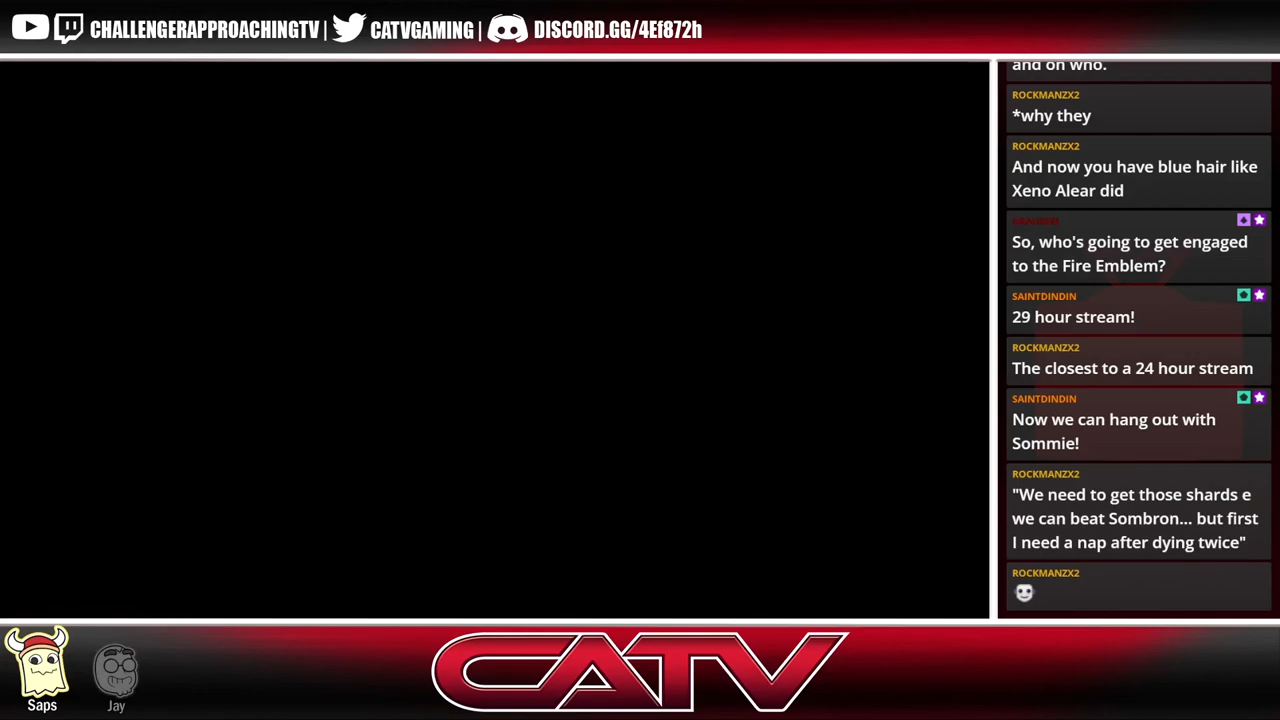 CHALLENGERAPPROACHINGTV | CATVGAMING | DISCORD.GG/4Ef872h
and on who.
ROCKMANZX2
*why they
ROCKMANZX2
And now you have blue hair like
Xeno Alear did
So, who's going to get engaged
to the Fire Emblem?
SAINTDINDIN
29 hour stream!
ROCKMANZX2
The closest to a 24 hour stream
SAINTDINDIN
Now we can hang out with
Sommie!
ROCKMANZX2
"We need to get those shards e
we can beat Sombron... but first
I need a nap after dying twice"
ROCKMANZX2
Saps
Jay
CATV